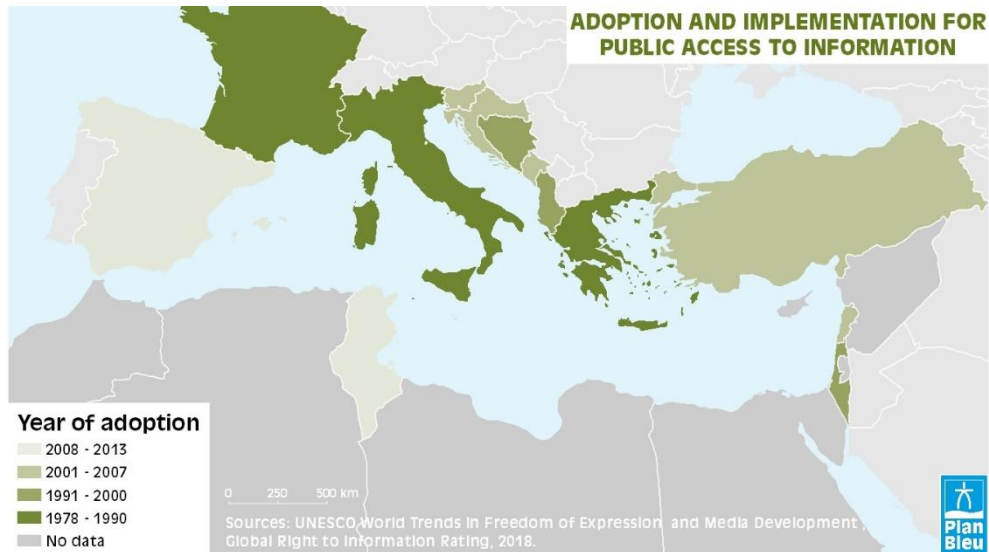 ADOPTION AND IMPLEMENTATION FOR
PUBLIC ACCESS TO INFORMATION
Year of adoption
2008 - 2013
2001 - 2007
1991 - 2000
1978 - 1990
No data
0 250 500 km
Sources: UNESCO,World Trends in Freedom of Expression and Media Development,
Global Right to Information Rating, 2018.
Plan
Bleu